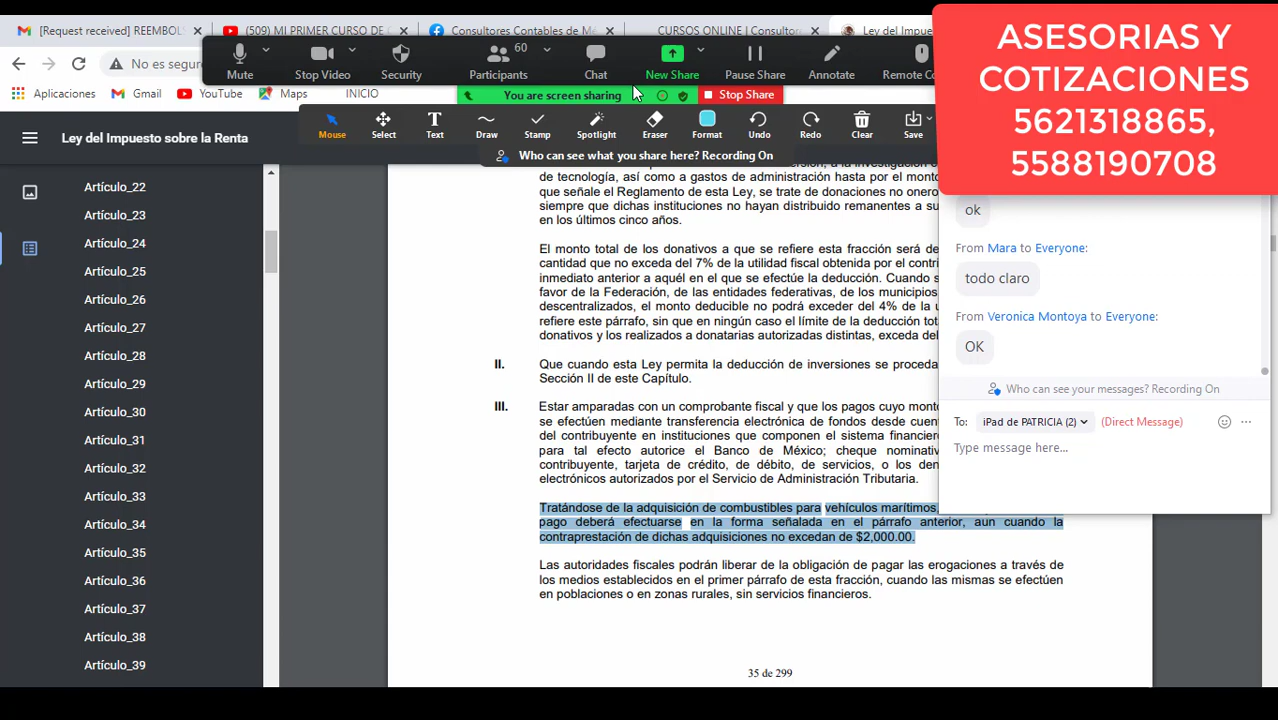 [Request received] REEMBOL
(509) MI PRIMER CURSO DE C
Consultores Contables de Mé
CURSOS ONLINE | Consultor
Ley del Impuest
No es segur
Aplicaciones
Gmail
YouTube
Maps
INICIO
Mute
Stop Video
Security
60
Participants
Chat
New Share
Pause Share
Annotate
Remote Co
You are screen sharing
Stop Share
Mouse
Select
Text
Draw
Stamp
Spotlight
Eraser
Format
Undo
Redo
Clear
Save
Who can see what you share here? Recording On
ASESORIAS Y
COTIZACIONES
5621318865,
5588190708
Ley del Impuesto sobre la Renta
Artículo_22
Artículo_23
Artículo_24
Artículo_25
Artículo_26
Artículo_27
Artículo_28
Artículo_29
Artículo_30
Artículo_31
Artículo_32
Artículo_33
Artículo_34
Artículo_35
Artículo_36
Artículo_37
Artículo_38
Artículo_39
de tecnología, así como a gastos de administración hasta por el monto
que señale el Reglamento de esta Ley, se trate de donaciones no onero
siempre que dichas instituciones no hayan distribuido remanentes a su
en los últimos cinco años.
El monto total de los donativos a que se refiere esta fracción será de
cantidad que no exceda del 7% de la utilidad fiscal obtenida por el contri
inmediato anterior a aquél en el que se efectúe la deducción. Cuando s
favor de la Federación, de las entidades federativas, de los municipios
descentralizados, el monto deducible no podrá exceder del 4% de la u
refiere este párrafo, sin que en ningún caso el límite de la deducción tot
donativos y los realizados a donatarias autorizadas distintas, exceda del
II. Que cuando esta Ley permita la deducción de inversiones se proceda
Sección II de este Capítulo.
III. Estar amparadas con un comprobante fiscal y que los pagos cuyo monto
se efectúen mediante transferencia electrónica de fondos desde cuent
del contribuyente en instituciones que componen el sistema financiero
para tal efecto autorice el Banco de México; cheque nominativ
contribuyente, tarjeta de crédito, de débito, de servicios, o los den
electrónicos autorizados por el Servicio de Administración Tributaria.
Tratándose de la adquisición de combustibles para vehículos marítimos,
pago deberá efectuarse en la forma señalada en el párrafo anterior, aún cuando la
contraprestación de dichas adquisiciones no excedan de $2,000.00.
Las autoridades fiscales podrán liberar de la obligación de pagar las erogaciones a través de
los medios establecidos en el primer párrafo de esta fracción, cuando las mismas se efectúen
en poblaciones o en zonas rurales, sin servicios financieros.
35 de 299
ok
From Mara to Everyone:
todo claro
From Veronica Montoya to Everyone:
OK
Who can see your messages? Recording On
To: iPad de PATRICIA (2) (Direct Message)
Type message here...